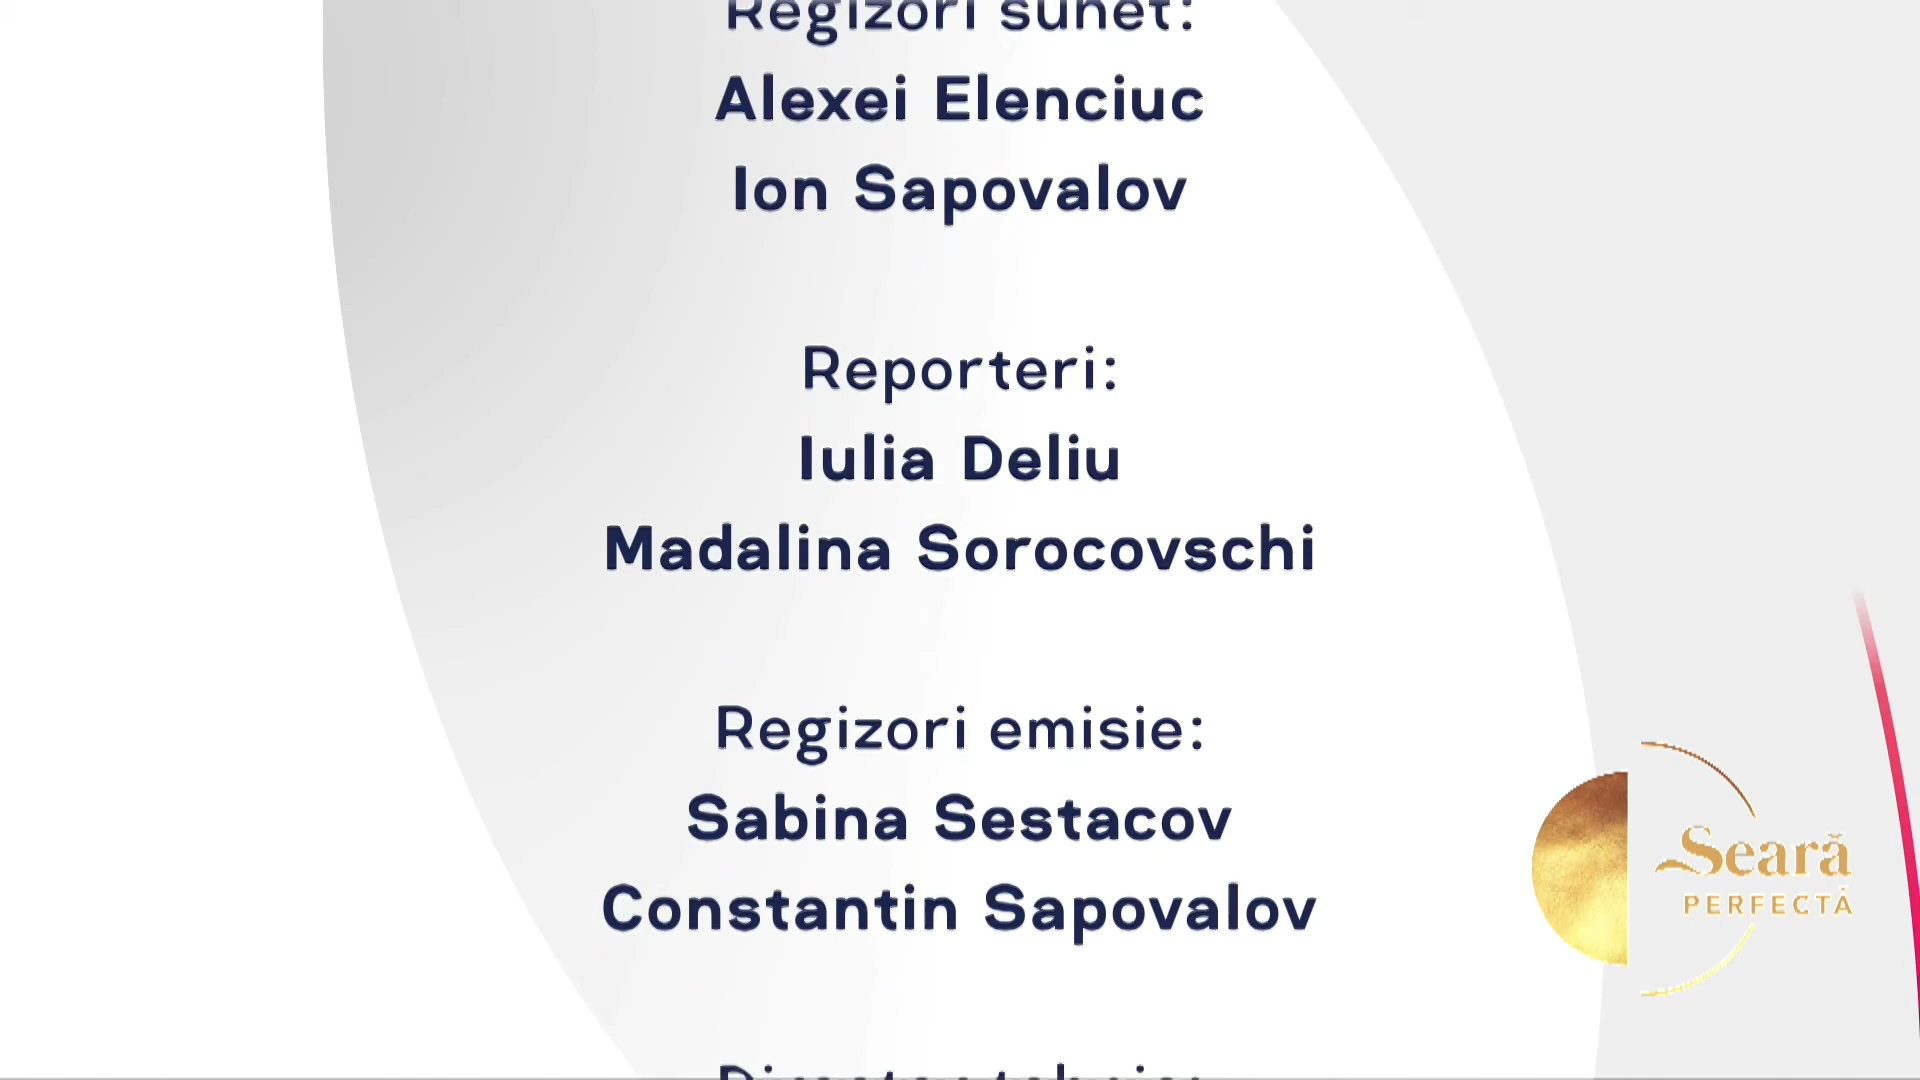 Regizori sunet:
Alexei Elenciuc
Ion Sapovalov
Reporteri:
Iulia Deliu
Madalina Sorocovschi
Regizori emisie:
Sabina Sestacov
Constantin Sapovalov
Seară
PERFECTĂ